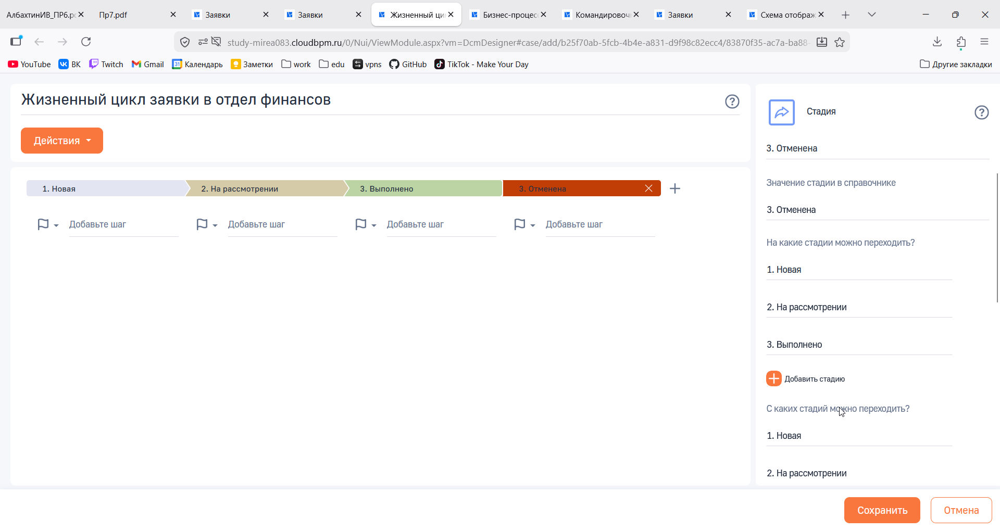 АлбахтинИВ_ПР6.pc
Пр7.pdf
Заявки
Заявки
Жизненный ци
Бизнес-процес
Командировоч
Заявки
Схема отображ
study-mirea083.cloudbpm.ru/0/Nui/ViewModule.aspx?vm=DcmDesigner#case/add/b25f70ab-5fcb-4b4e-a831-d9f98c82ecc4/83870f35-ac7a-ba88-
YouTube
ВК
Twitch
Gmail
31
Календарь
Заметки
work
edu
vpns
GitHub
TikTok - Make Your Day
Другие закладки
Жизненный цикл заявки в отдел финансов
Действия
1. Новая
2. На рассмотрении
3. Выполнено
3. Отменена
Добавьте шаг
Добавьте шаг
Добавьте шаг
Добавьте шаг
Стадия
3. Отменена
Значение стадии в справочнике
3. Отменена
На какие стадии можно переходить?
1. Новая
2. На рассмотрении
3. Выполнено
Добавить стадию
С каких стадий можно переходить?
1. Новая
2. На рассмотрении
Сохранить
Отмена